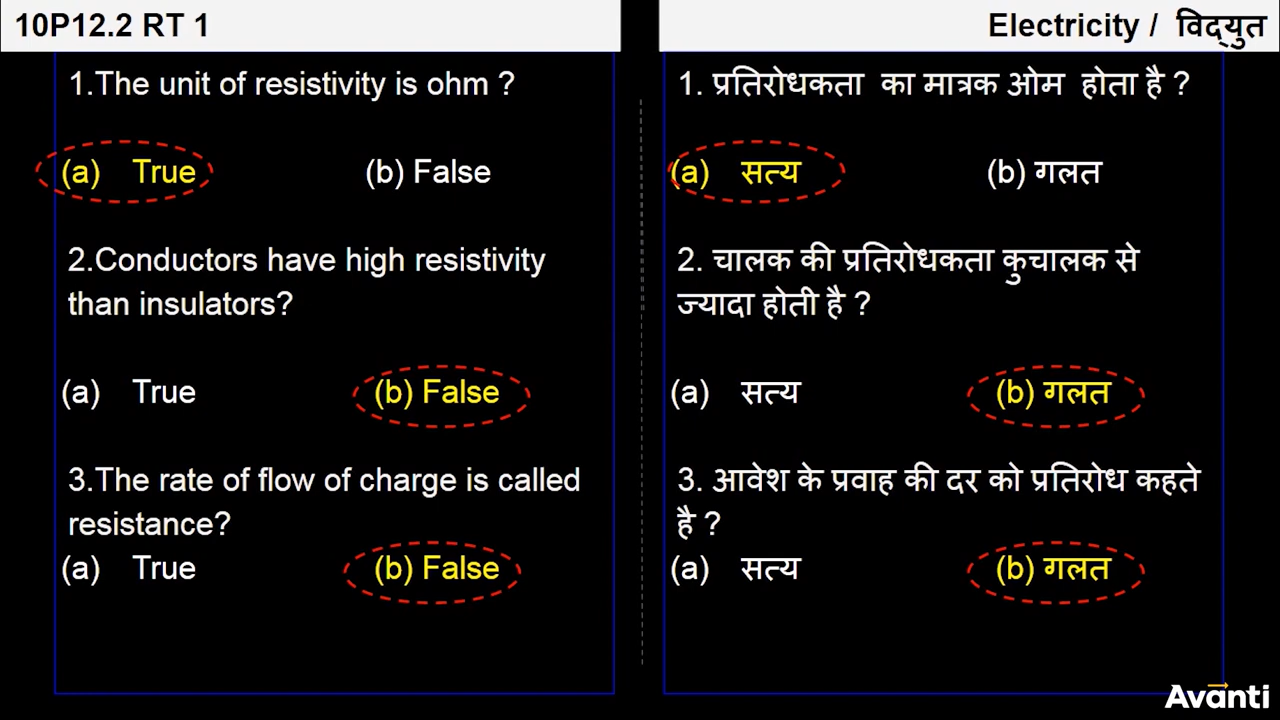 10P12.2 RT 1
Electricity / विद्युत
1.The unit of resistivity is ohm ?
(a) True (b) False
2.Conductors have high resistivity
than insulators?
(a) True (b) False
3.The rate of flow of charge is called
resistance?
(a) True (b) False
1. प्रतिरोधकता का मात्रक ओम होता है ?
(a) सत्य (b) गलत
2. चालक की प्रतिरोधकता कुचालक से
ज्यादा होती है ?
(a) सत्य (b) गलत
3. आवेश के प्रवाह की दर को प्रतिरोध कहते
है ?
(a) सत्य (b) गलत
Avanti